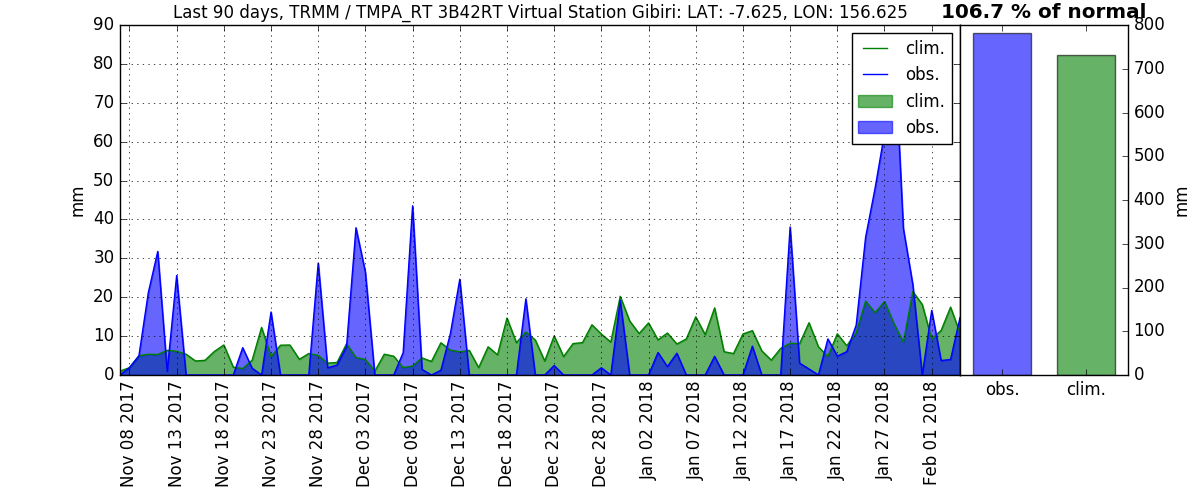 Last 90 days, TRMM / TMPA_RT 3B42RT Virtual Station Gibiri: LAT: -7.625, LON: 156.625
106.7 % of normal
90
80
70
60
50
40
30
20
10
0
mm
clim.
obs.
clim.
obs.
Nov 08 2017
Nov 13 2017
Nov 18 2017
Nov 23 2017
Nov 28 2017
Dec 03 2017
Dec 08 2017
Dec 13 2017
Dec 18 2017
Dec 23 2017
Dec 28 2017
Jan 02 2018
Jan 07 2018
Jan 12 2018
Jan 17 2018
Jan 22 2018
Jan 27 2018
Feb 01 2018
800
700
600
500
400
300
200
100
0
mm
obs.
clim.